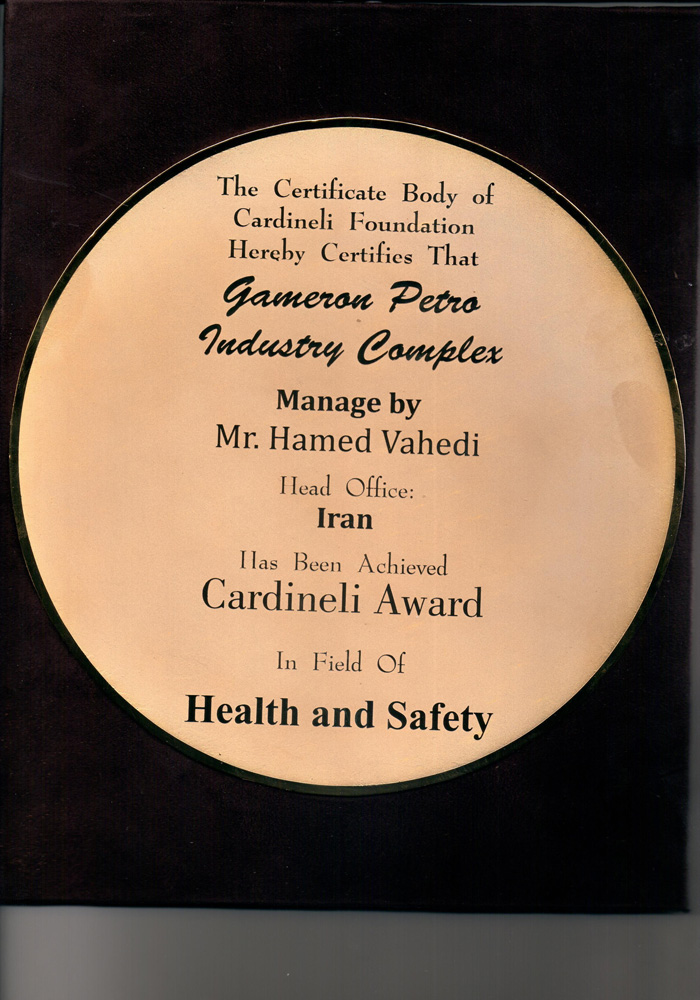 The Certificate Body of
Cardineli Foundation
Hereby Certifies That
Gameron Petro
Industry Complex
Manage by
Mr. Hamed Vahedi
Head Office:
Iran
Has Been Achieved
Cardineli Award
In Field Of
Health and Safety